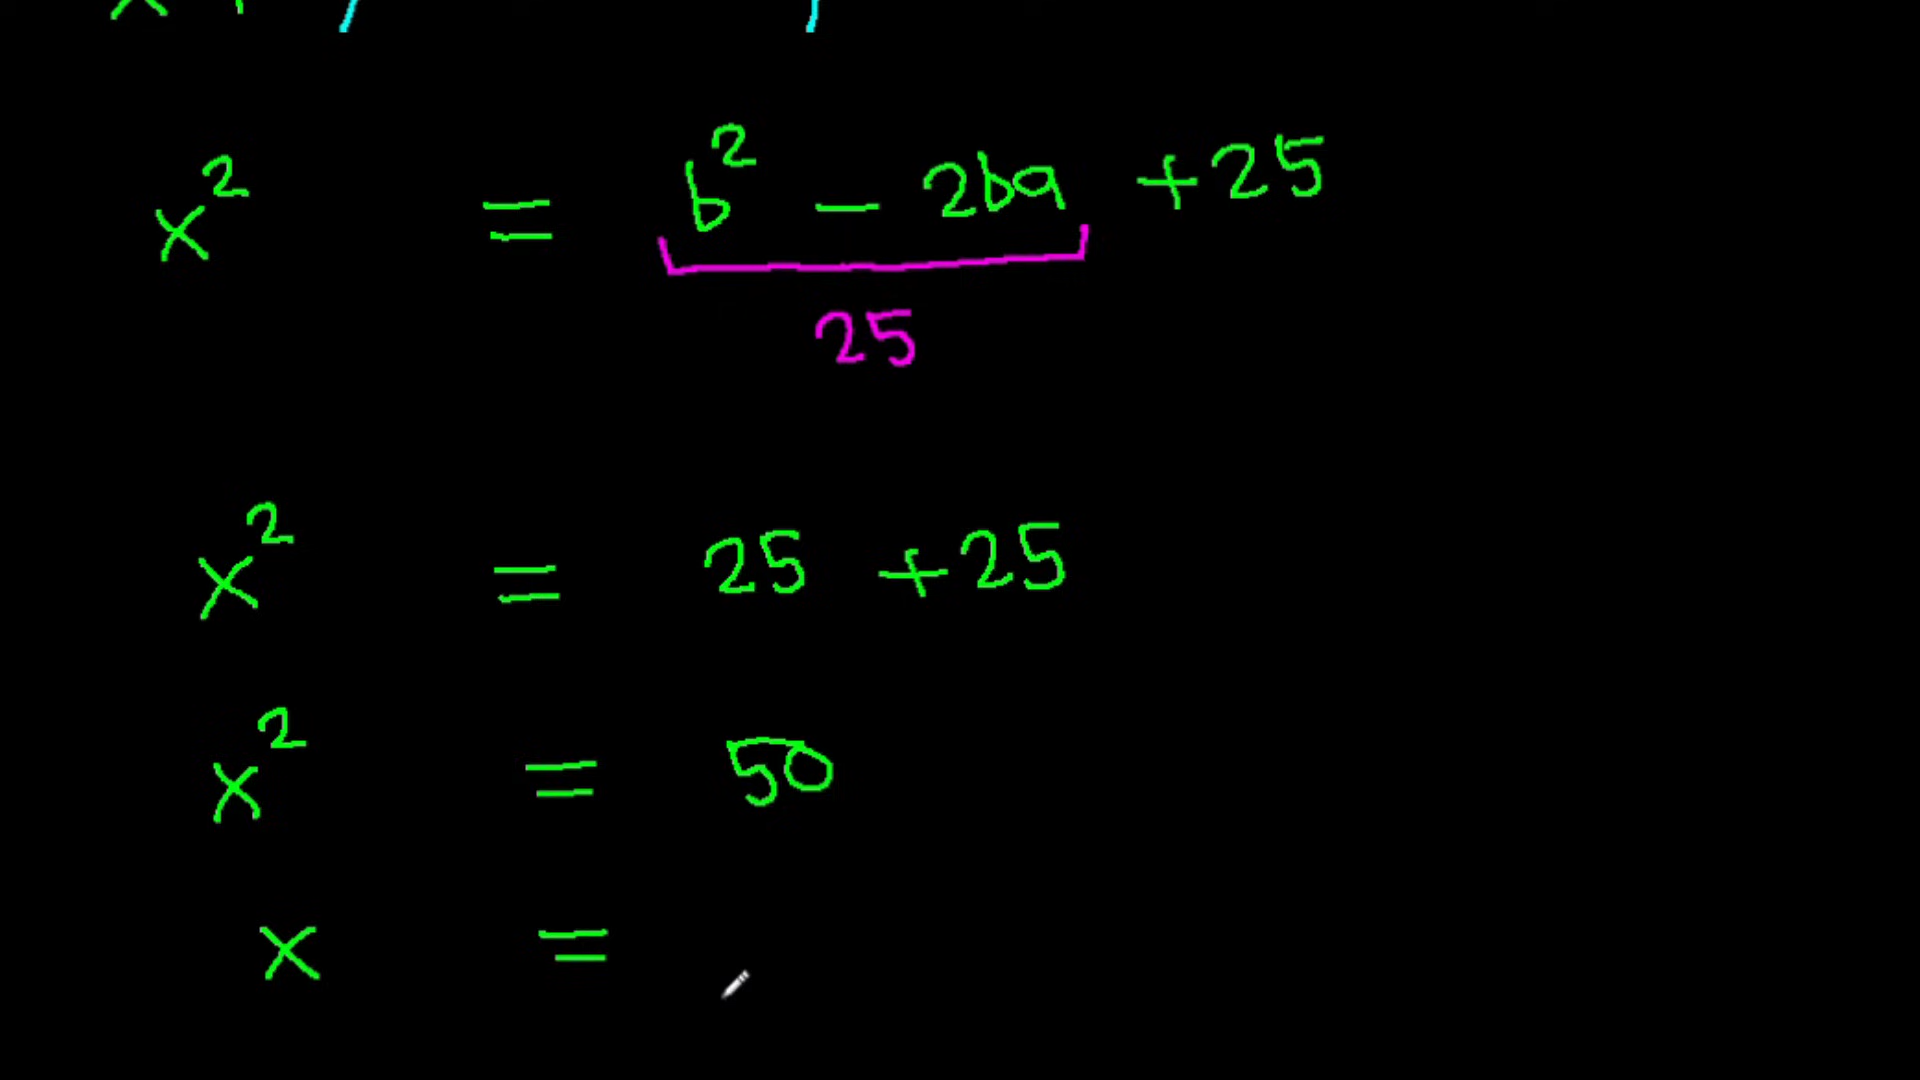 x² = b² - 2ba + 25
25
x² = 25 + 25
x² = 50
x =